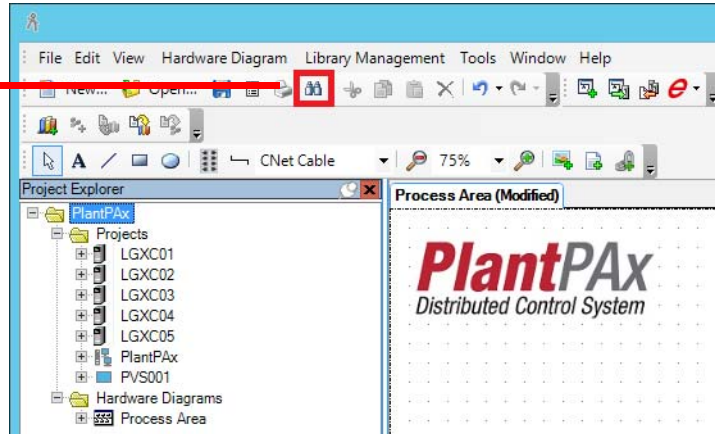 File Edit View Hardware Diagram Library Management Tools Window Help
New... Open...
A CNet Cable 75%
Project Explorer
Process Area (Modified)
PlantPAx
Projects
LGXC01
LGXC02
LGXC03
LGXC04
LGXC05
PlantPAx
PVS001
Hardware Diagrams
Process Area
PlantPAx
Distributed Control System